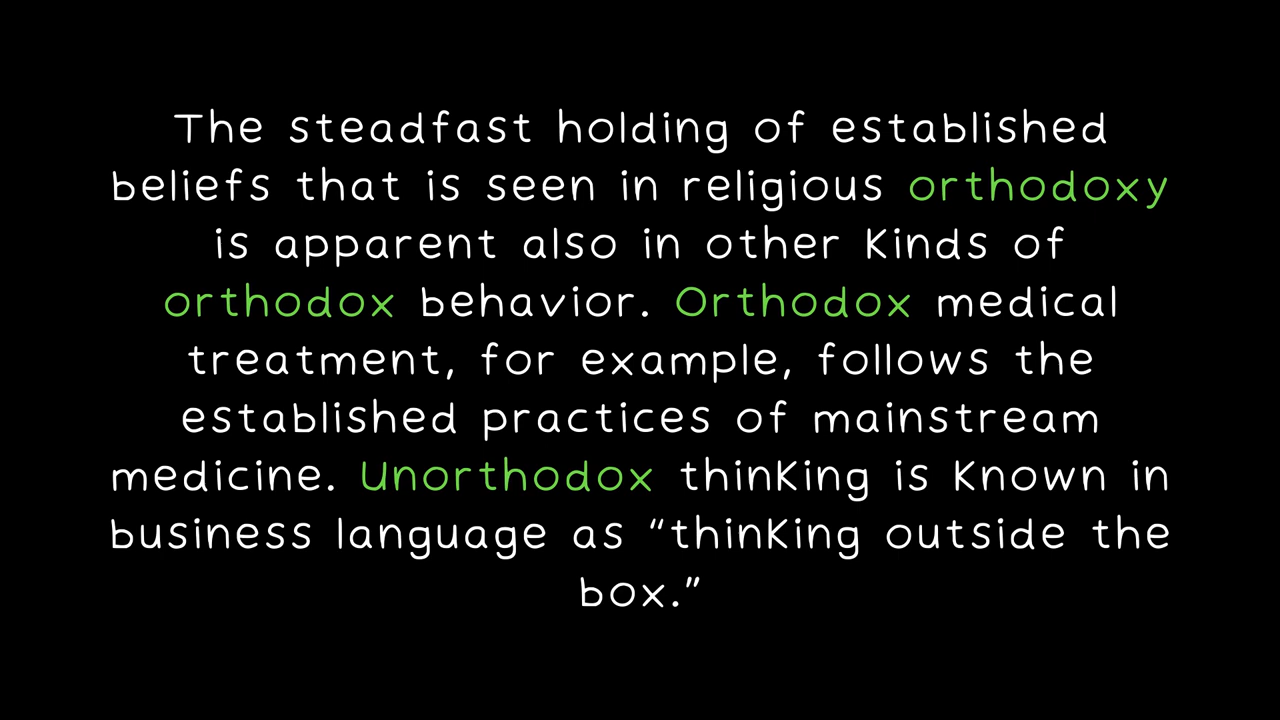 The steadfast holding of established
beliefs that is seen in religious orthodoxy
is apparent also in other kinds of
orthodox behavior. Orthodox medical
treatment, for example, follows the
established practices of mainstream
medicine. Unorthodox thinking is known in
business language as “thinking outside the
box.”